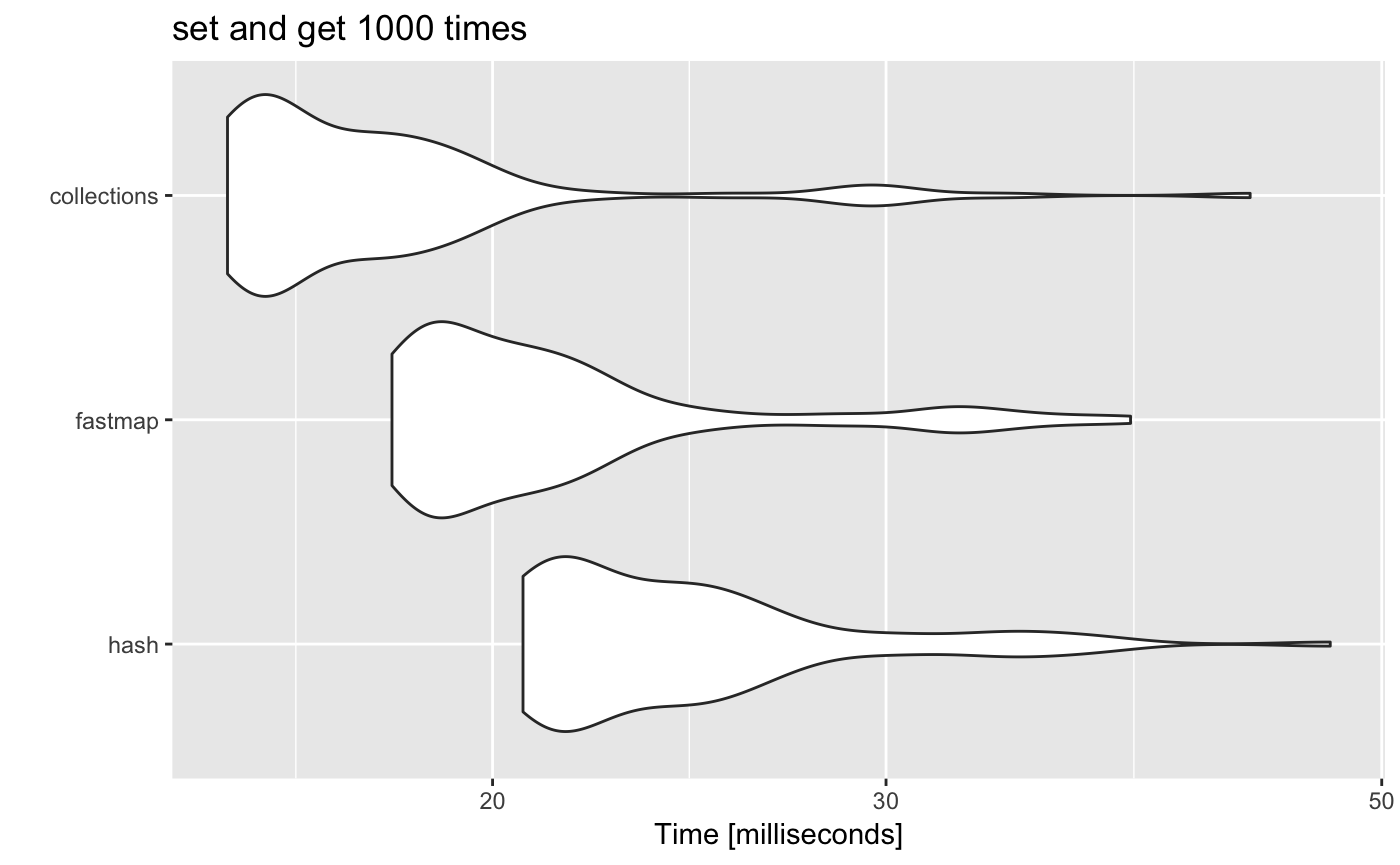 set and get 1000 times
collections
fastmap
hash
20 30 50
Time [milliseconds]